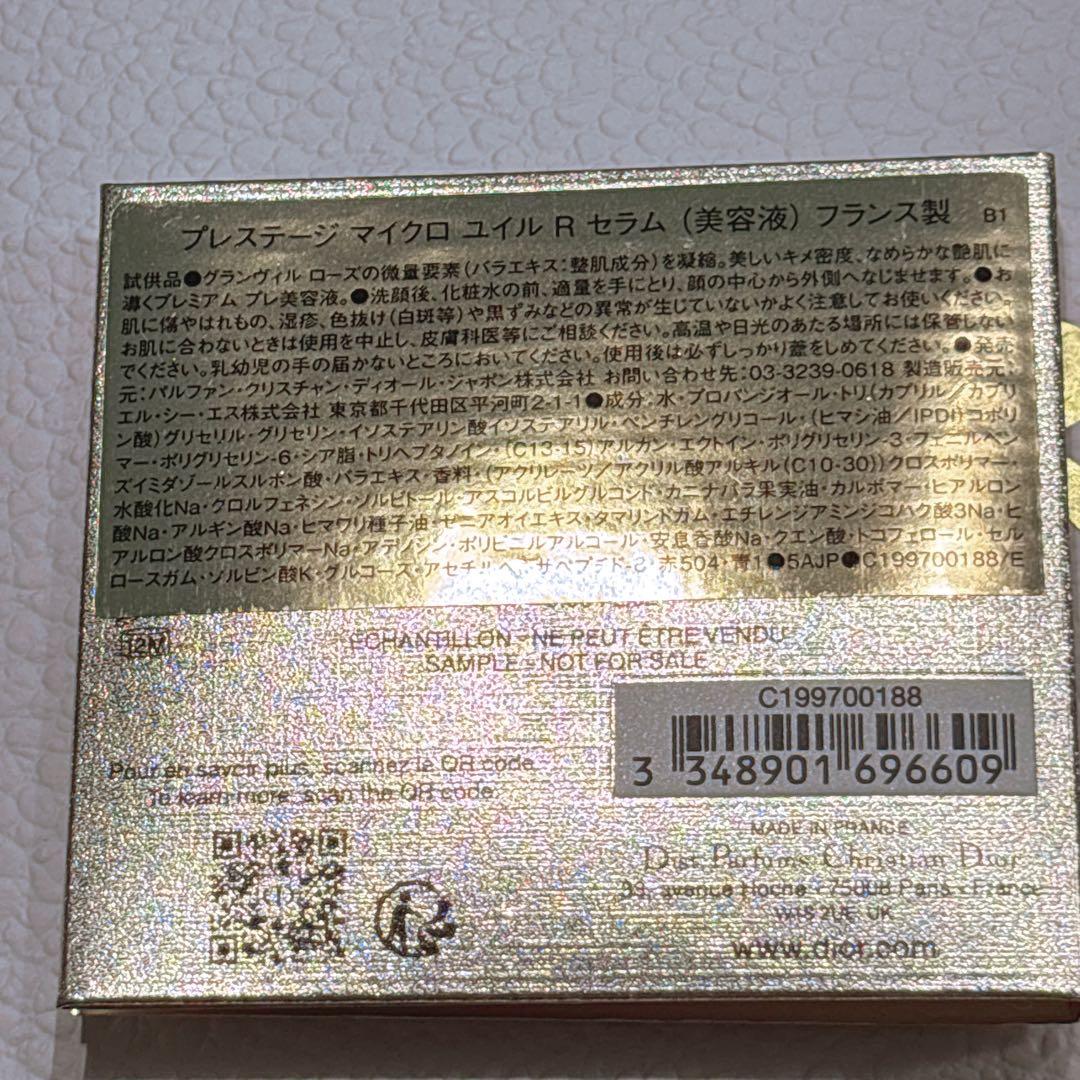 プレステージ マイクロ ユイル R セラム（美容液）フランス製 B1
試供品●グランヴィル ローズの微量要素（バラエキス：整肌成分）を凝縮。美しいキメ密度、なめらかな艶肌に
導くプレミアム プレ美容液。●洗顔後、化粧水の前、適量を手にとり、顔の中心から外側へなじませます。●お
肌に傷やはれもの、湿疹、色抜け（白斑等）や黒ずみなどの異常が生じていないかよく注意してお使いください。
お肌に合わないときは使用を中止し、皮膚科医等にご相談ください。高温や日光のあたる場所には保管しない
でください。乳幼児の手の届かないところにおいてください。使用後は必ずしっかり蓋をしめてください。●発売
元：パルファン・クリスチャン・ディオール・ジャポン株式会社 お問い合わせ先：03-3239-0618 製造販売元：
エル・シー・エス株式会社 東京都千代田区平河町2-1-1●成分：水・プロパンジオール・トリ（カプリル／カプリ
ン酸）グリセリル・グリセリン・イソステアリン酸イソステアリル・ペンチレングリコール・（ヒマシ油／IPDI）コポリ
マー・ポリグリセリン-6・シア脂・トリヘプタノイン・（C13-15）アルカン・エクトイン・ポリグリセリン-3・フェニルベン
ズイミダゾールスルホン酸・バラエキス・香料・（アクリレーツ／アクリル酸アルキル（C10-30））クロスポリマー・
水酸化Na・クロルフェネシン・ソルビトール・アスコルビルグルコシド・カニナバラ果実油・カルボマー・ヒアルロン
酸Na・アルギン酸Na・ヒマワリ種子油・ゼニアオイエキス・タマリンドガム・エチレンジアミンジコハク酸3Na・ヒ
アルロン酸クロスポリマーNa・アデノシン・ポリビニルアルコール・安息香酸Na・クエン酸・トコフェロール・セル
ロースガム・ソルビン酸K・グルコース・アセチル ヘプタペプチド-2・赤504・青1●5AJP●C199700188/E
12M
ÉCHANTILLON - NE PEUT ÊTRE VENDU
SAMPLE - NOT FOR SALE
C199700188
3 348901 696609
Pour en savoir plus, scannez le QR code.
To learn more, scan the QR code.
MADE IN FRANCE
Dist. Parfums Christian Dior
33, avenue Hoche - 75008 Paris - France
W1S 2UE UK
www.dior.com